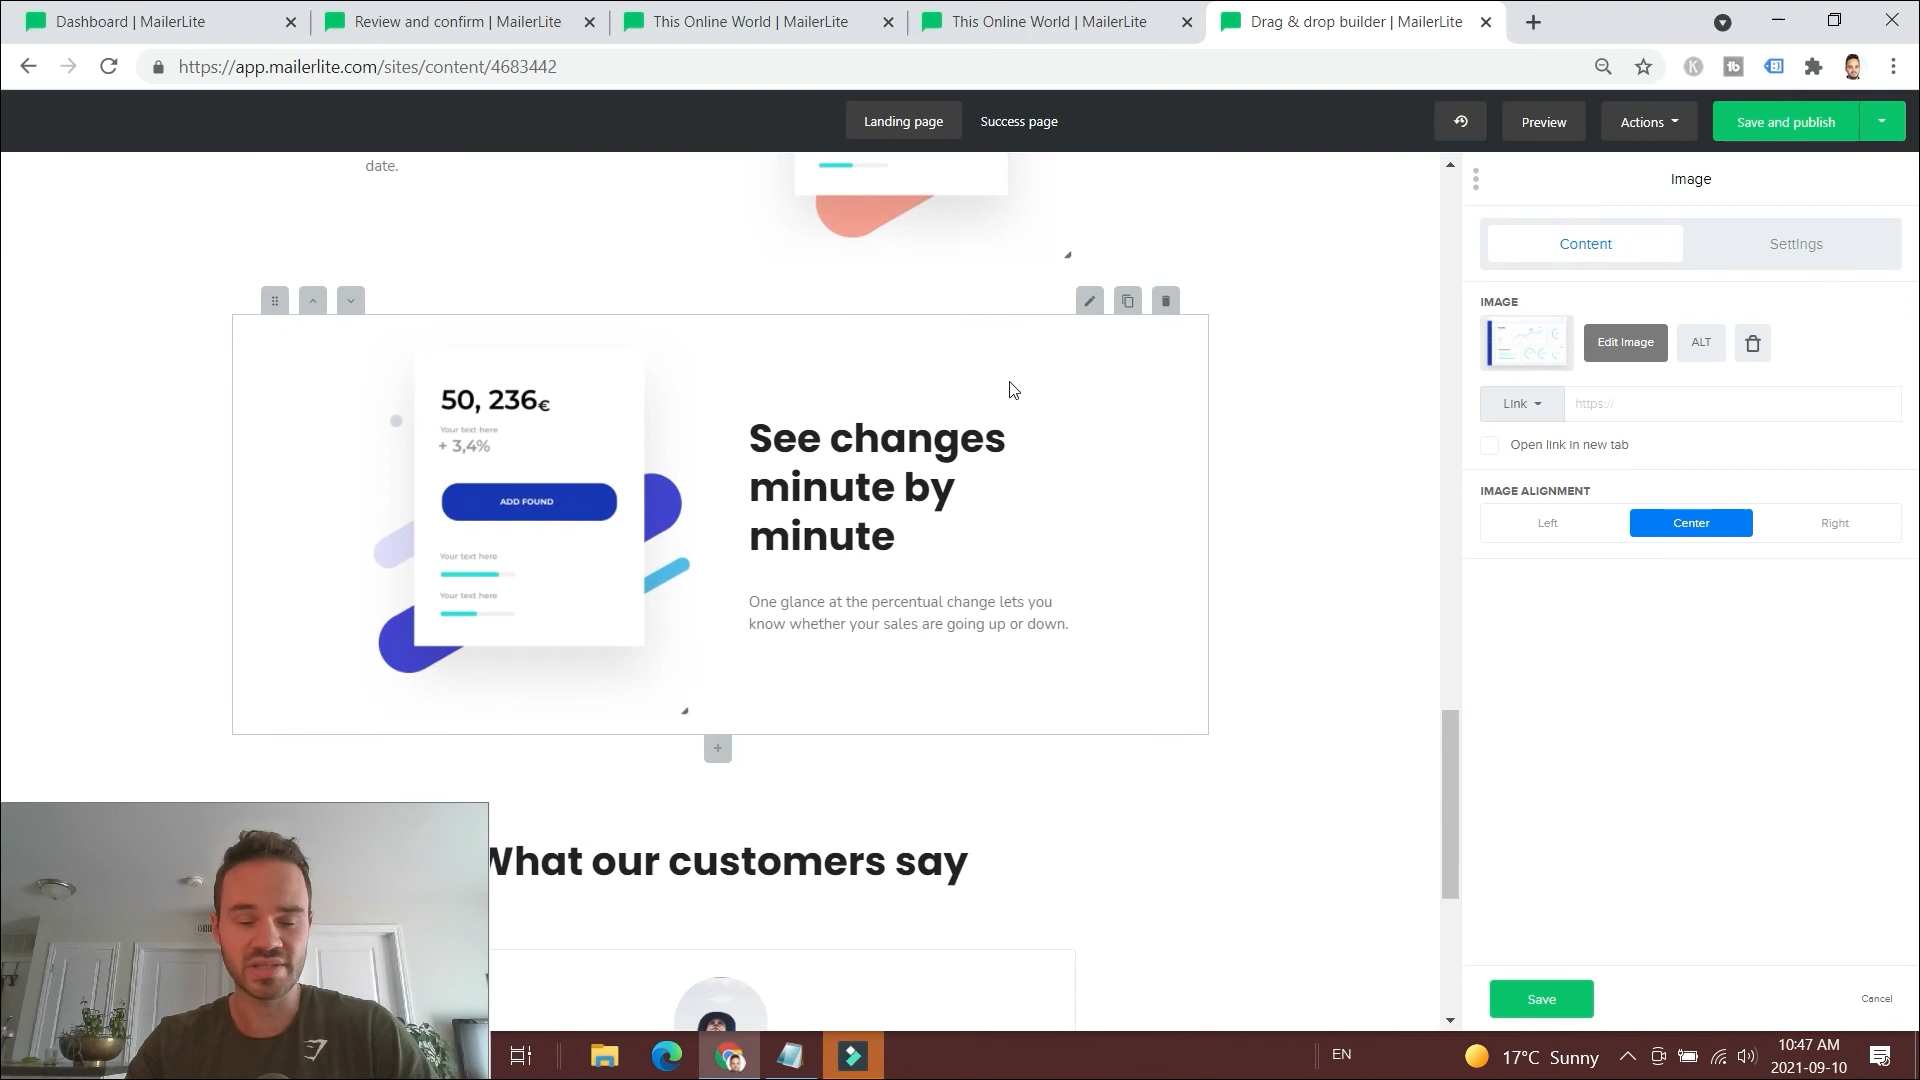 Dashboard | MailerLite
Review and confirm | MailerLite
This Online World | MailerLite
This Online World | MailerLite
Drag & drop builder | MailerLite
https://app.mailerlite.com/sites/content/4683442
Landing page
Success page
Preview
Actions
Save and publish
date.
Image
Content
Settings
IMAGE
Edit Image
ALT
Link
https://
Open link in new tab
IMAGE ALIGNMENT
Left
Center
Right
50, 236€
Your text here
+ 3,4%
ADD FOUND
Your text here
Your text here
See changes
minute by
minute
One glance at the percentual change lets you
know whether your sales are going up or down.
What our customers say
Save
Cancel
EN
17°C Sunny
10:47 AM
2021-09-10